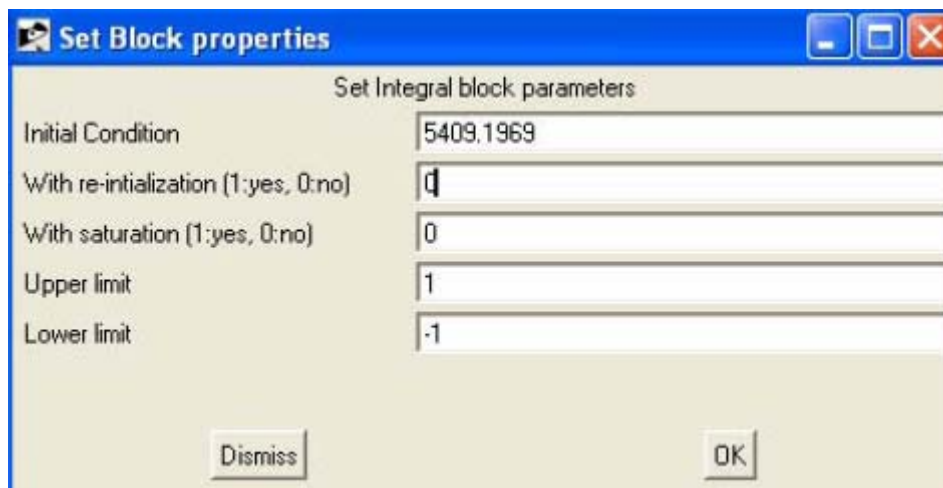 Set Block properties
Set Integral block parameters
Initial Condition 5409.1969
With re-intialization (1:yes, 0:no) 0
With saturation (1:yes, 0:no) 0
Upper limit 1
Lower limit -1
Dismiss OK